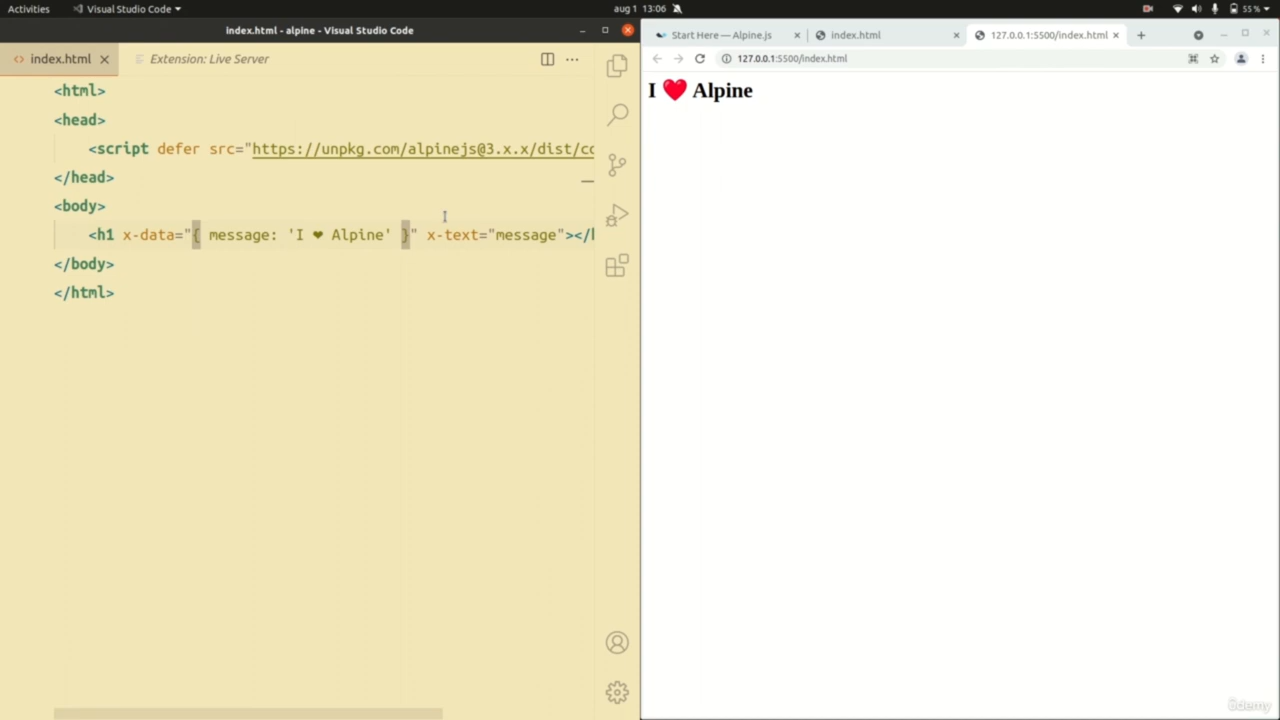 Activities
Visual Studio Code
aug 1 13:06
55 %
index.html - alpine - Visual Studio Code
index.html
Extension: Live Server
<html>
<head>
<script defer src="https://unpkg.com/alpinejs@3.x.x/dist/cd
</head>
<body>
<h1 x-data="{ message: 'I ❤ Alpine' }" x-text="message"></h
</body>
</html>
Start Here — Alpine.js
index.html
127.0.0.1:5500/index.html
127.0.0.1:5500/index.html
I ❤️ Alpine
ûdemy